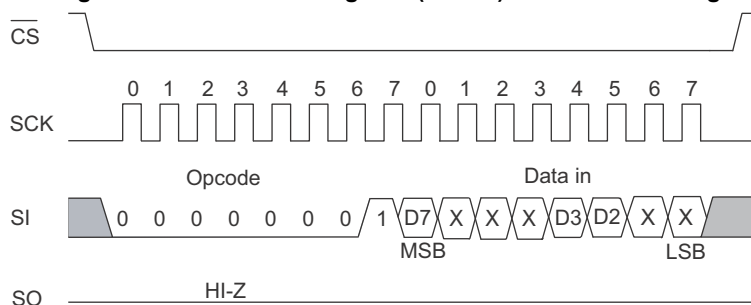 CS
0 1 2 3 4 5 6 7 0 1 2 3 4 5 6 7
SCK
Opcode Data in
SI 0 0 0 0 0 0 0 1 D7 X X X D3 D2 X X
MSB LSB
HI-Z
SO